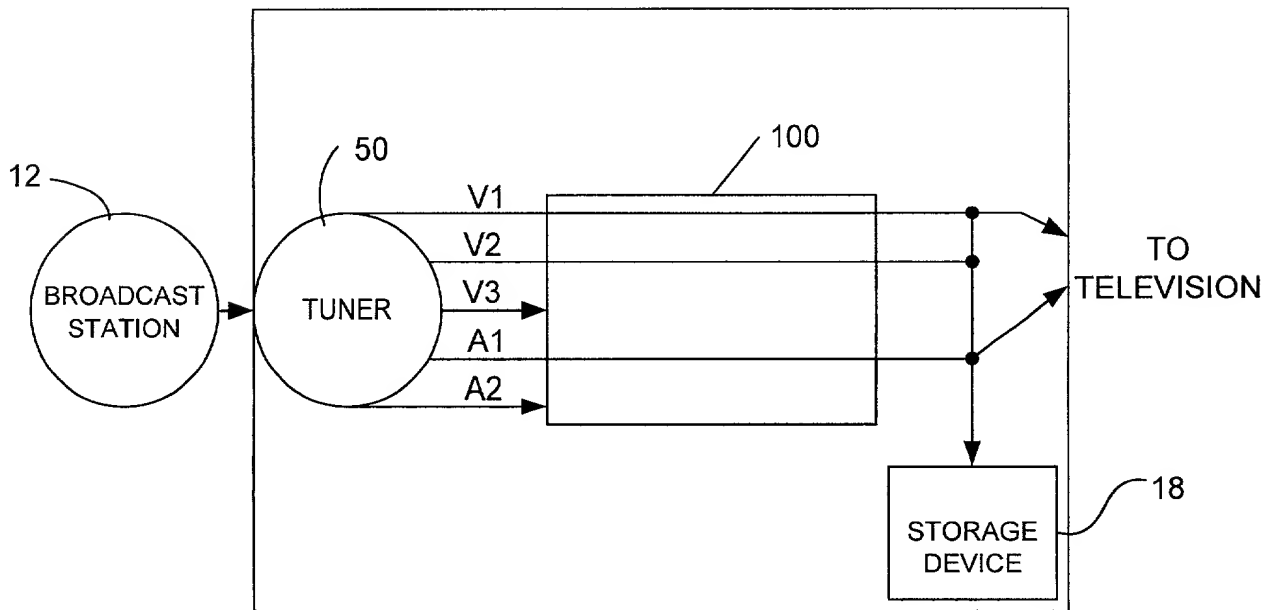 12
50
100
V1
V2
V3
A1
A2
BROADCAST
STATION
TUNER
TO
TELEVISION
18
STORAGE
DEVICE